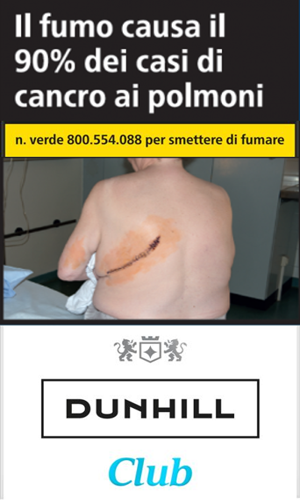 Il fumo causa il
90% dei casi di
cancro ai polmoni
n. verde 800.554.088 per smettere di fumare
DUNHILL
Club